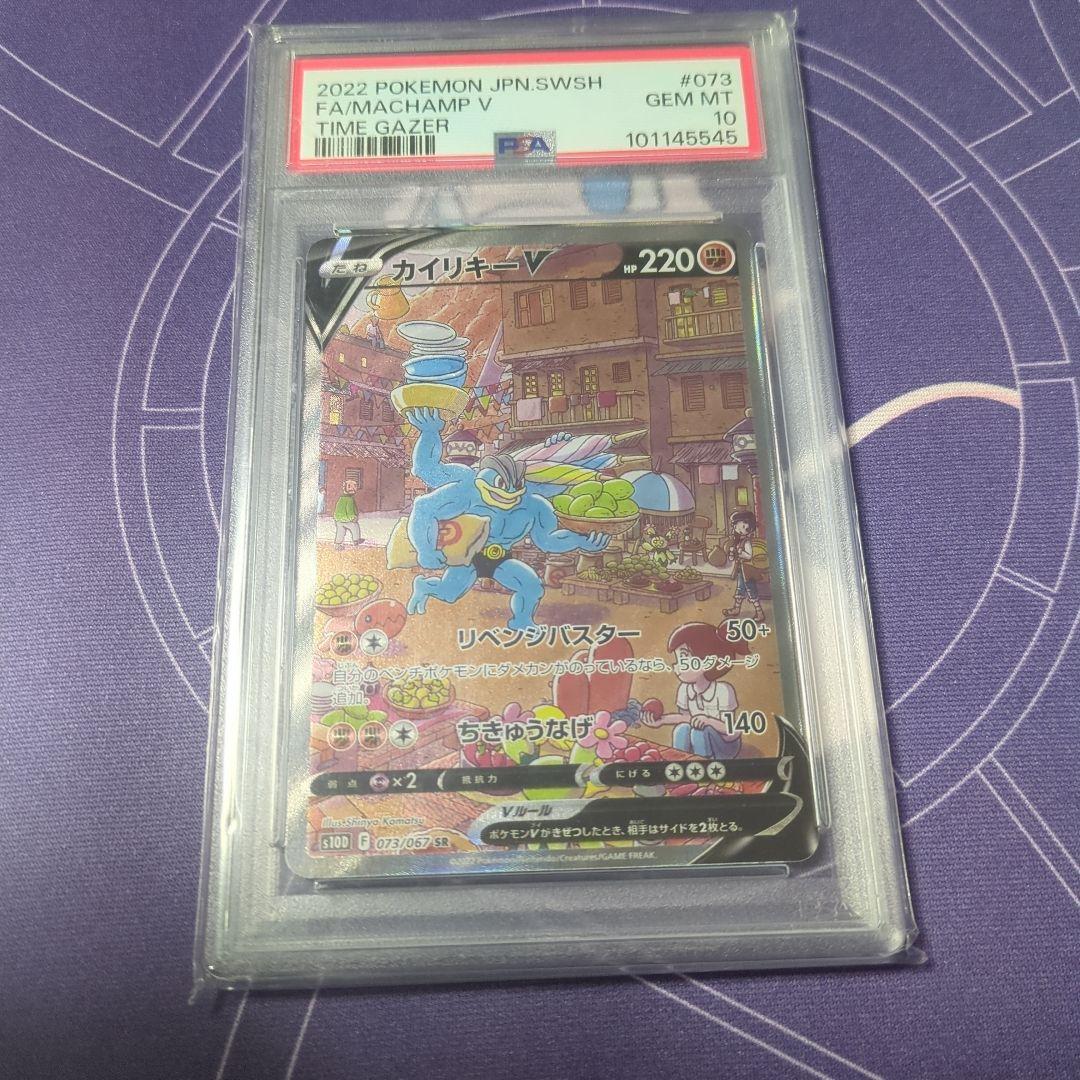 2022 POKEMON JPN.SWSH #073
FA/MACHAMP V GEM MT
TIME GAZER 10
101145545
PSA
たね カイリキーV HP 220
リベンジバスター 50+
自分のベンチポケモンにダメカンがのっているなら、50ダメージ
追加。
ちきゅうなげ 140
弱点 ×2 抵抗力 にげる
Vルール
ポケモンVがきぜつしたとき、相手はサイドを2枚とる。
Illus. Shinya Komatsu
s10D F 073/067 SR
©2022 Pokémon/Nintendo/Creatures/GAME FREAK.